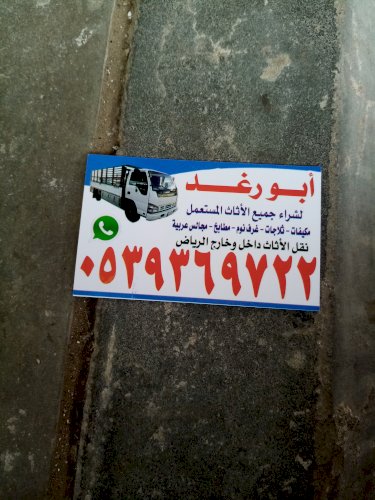 أبو رغد
لشراء جميع الأثاث المستعمل
مكيفات - ثلاجات - غرف نوم - مطابخ - مجالس عربية
نقل الأثاث داخل وخارج الرياض
٠٥٣٩٣٦٩٧٢٢